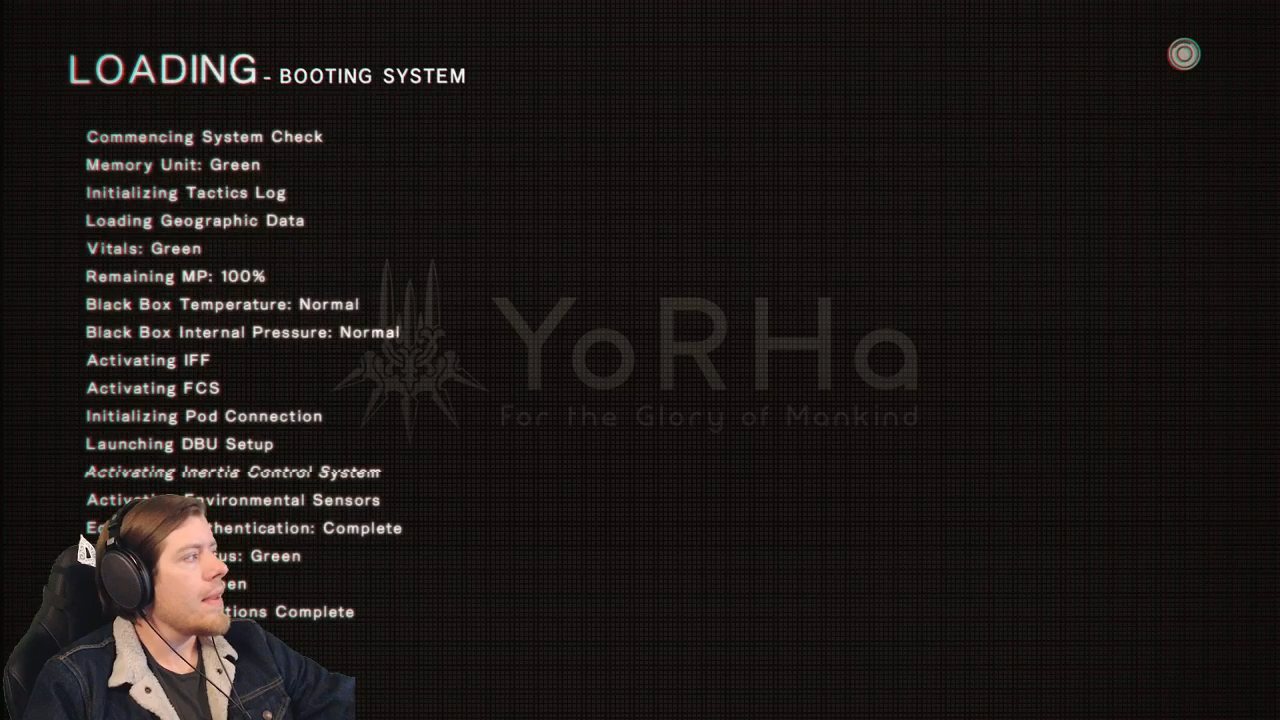 LOADING - BOOTING SYSTEM
Commencing System Check
Memory Unit: Green
Initializing Tactics Log
Loading Geographic Data
Vitals: Green
Remaining MP: 100%
Black Box Temperature: Normal
Black Box Internal Pressure: Normal
YoRHa
For the Glory of Mankind
Activating IFF
Activating FCS
Initializing Pod Connection
Launching DBU Setup
Activating Inertia Control System
Environmental Sensors
Complete
Green
Complete